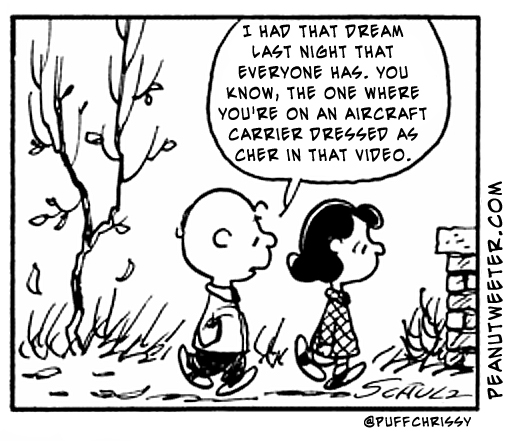 I HAD THAT DREAM
LAST NIGHT THAT
EVERYONE HAS. YOU
KNOW, THE ONE WHERE
YOU'RE ON AN AIRCRAFT
CARRIER DRESSED AS
CHER IN THAT VIDEO.
SCHULZ
PEANUTWEETER.COM
@PUFFCHRISSY